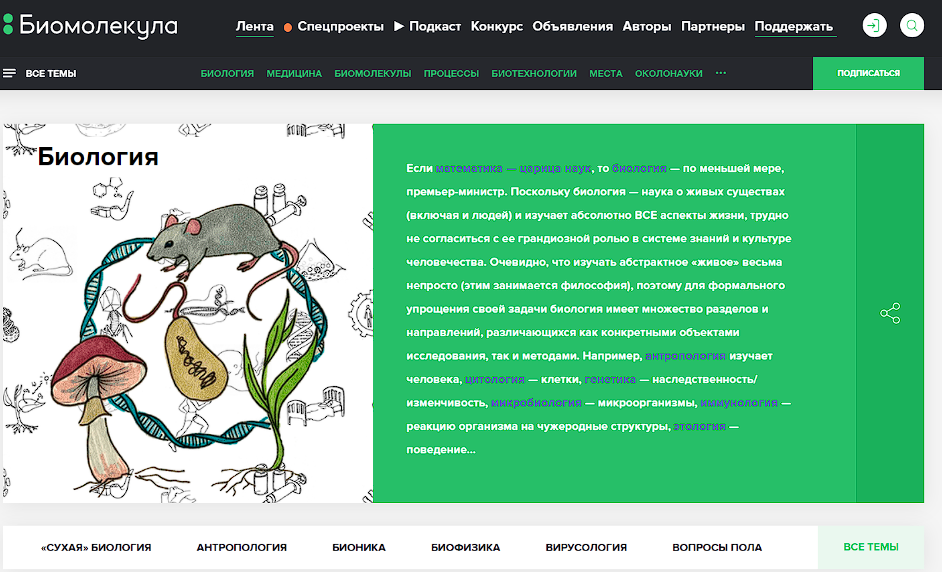 Биомолекула
Лента Спецпроекты Подкаст Конкурс Объявления Авторы Партнеры Поддержать
ВСЕ ТЕМЫ
БИОЛОГИЯ МЕДИЦИНА БИОМОЛЕКУЛЫ ПРОЦЕССЫ БИОТЕХНОЛОГИИ МЕСТА ОКОЛОНАУКИ ···
ПОДПИСАТЬСЯ
Биология
Если математика — царица наук, то биология — по меньшей мере,
премьер-министр. Поскольку биология — наука о живых существах
(включая и людей) и изучает абсолютно ВСЕ аспекты жизни, трудно
не согласиться с ее грандиозной ролью в системе знаний и культуре
человечества. Очевидно, что изучать абстрактное «живое» весьма
непросто (этим занимается философия), поэтому для формального
упрощения своей задачи биология имеет множество разделов и
направлений, различающихся как конкретными объектами
исследования, так и методами. Например, антропология изучает
человека, цитология — клетки, генетика — наследственность/
изменчивость, микробиология — микроорганизмы, иммунология —
реакцию организма на чужеродные структуры, этология —
поведение...
«СУХАЯ» БИОЛОГИЯ АНТРОПОЛОГИЯ БИОНИКА БИОФИЗИКА ВИРУСОЛОГИЯ ВОПРОСЫ ПОЛА ВСЕ ТЕМЫ